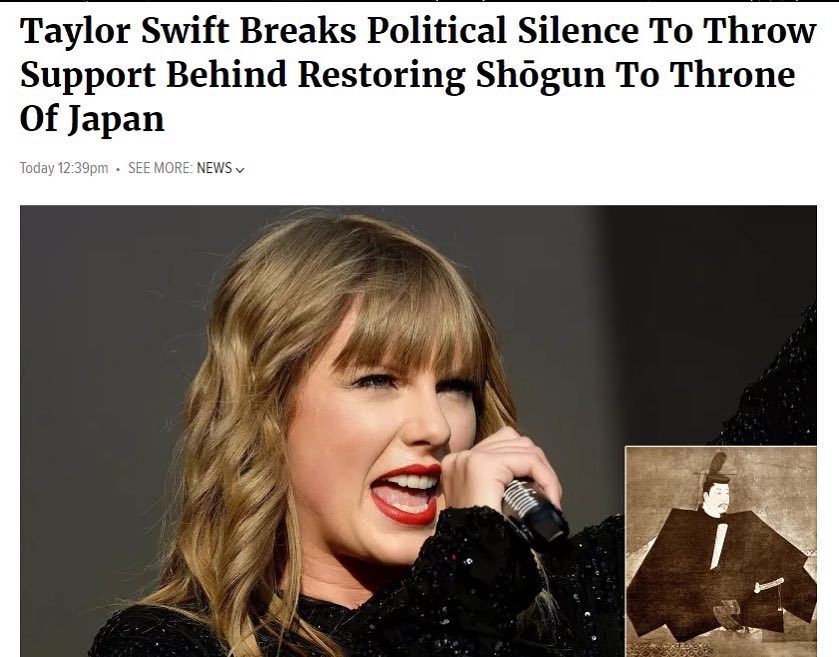 Taylor Swift Breaks Political Silence To Throw
Support Behind Restoring Shōgun To Throne
Of Japan
Today 12:39pm • SEE MORE: NEWS